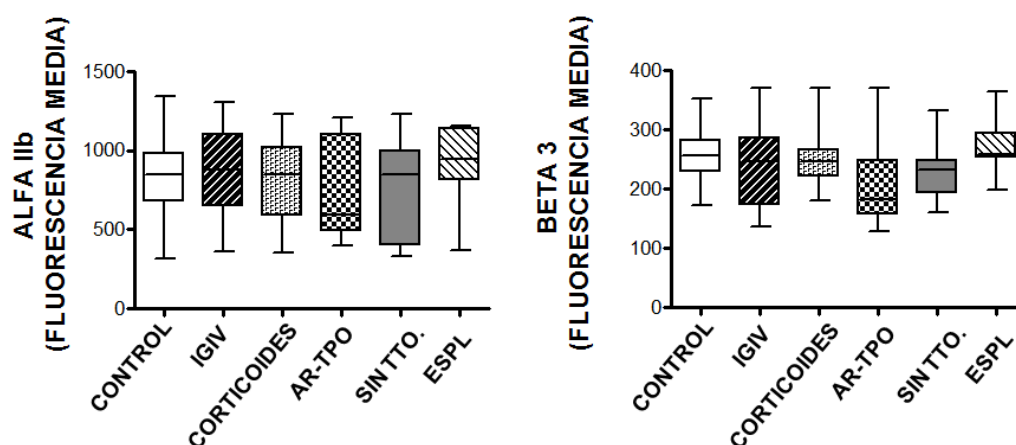 ALFA IIb
(FLUORESCENCIA MEDIA)
1500
1000
500
0
CONTROL
IGIV
CORTICOIDES
AR-TPO
SIN TTO.
ESPL
BETA 3
(FLUORESCENCIA MEDIA)
400
300
200
100
0
CONTROL
IGIV
CORTICOIDES
AR-TPO
SIN TTO.
ESPL